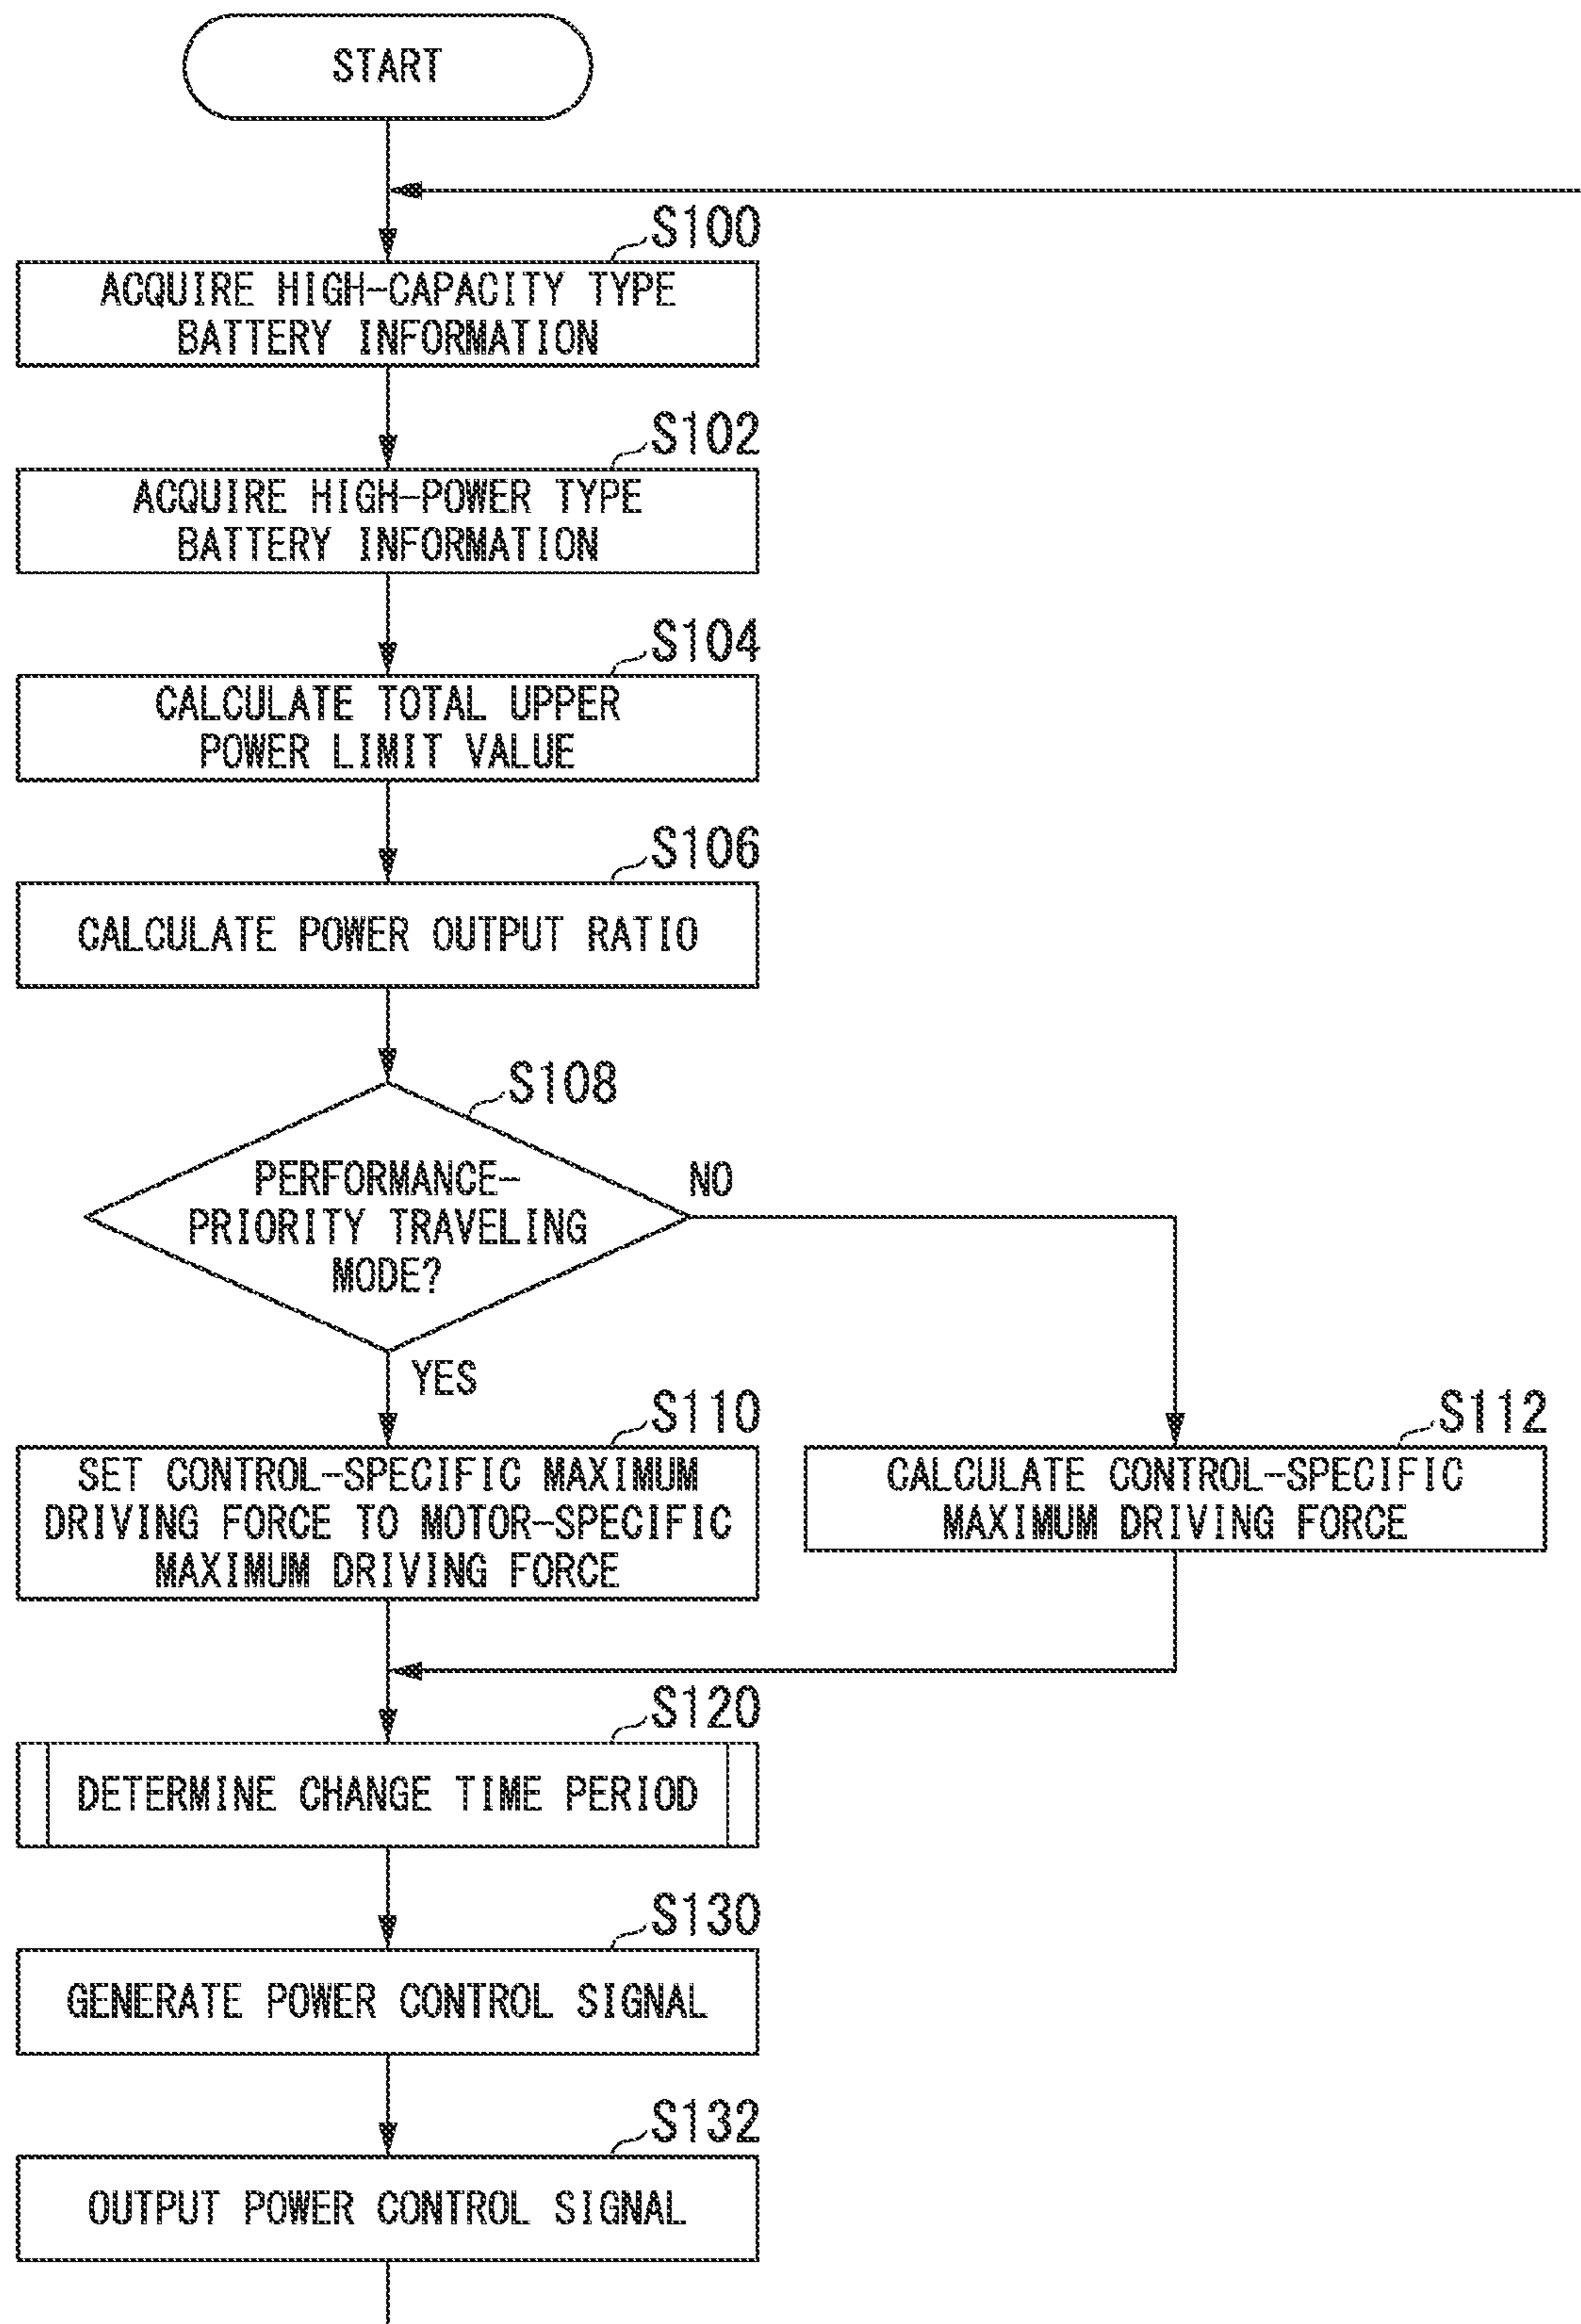 START
S100
ACQUIRE HIGH-CAPACITY TYPE
BATTERY INFORMATION
S102
ACQUIRE HIGH-POWER TYPE
BATTERY INFORMATION
S104
CALCULATE TOTAL UPPER
POWER LIMIT VALUE
S106
CALCULATE POWER OUTPUT RATIO
S108
PERFORMANCE-
PRIORITY TRAVELING
MODE?
NO
YES
S110
SET CONTROL-SPECIFIC MAXIMUM
DRIVING FORCE TO MOTOR-SPECIFIC
MAXIMUM DRIVING FORCE
S112
CALCULATE CONTROL-SPECIFIC
MAXIMUM DRIVING FORCE
S120
DETERMINE CHANGE TIME PERIOD
S130
GENERATE POWER CONTROL SIGNAL
S132
OUTPUT POWER CONTROL SIGNAL